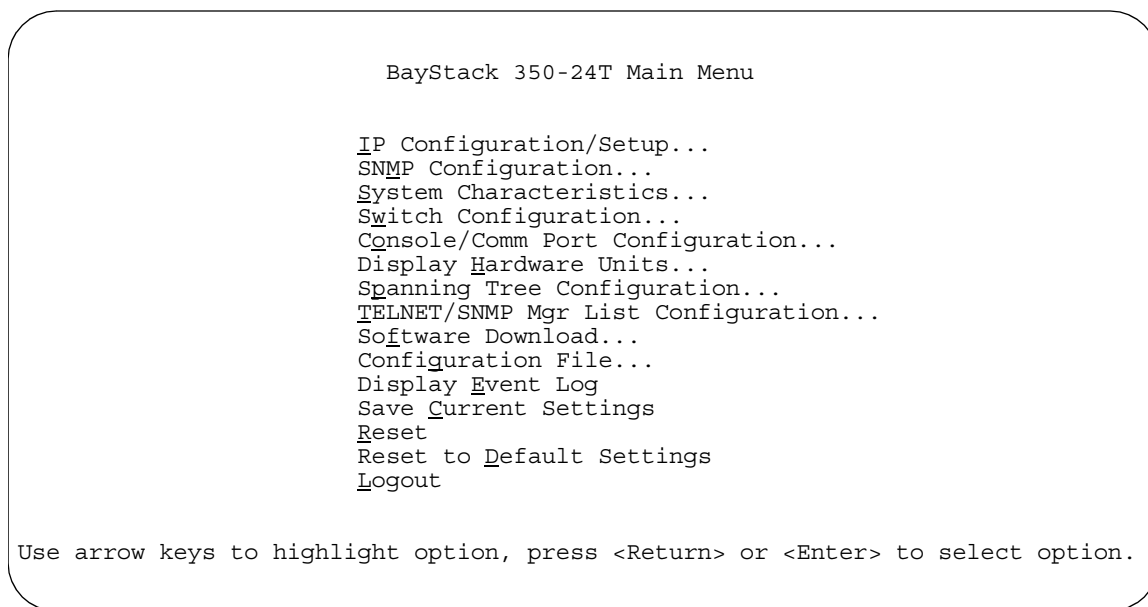 BayStack 350-24T Main Menu
IP Configuration/Setup...
SNMP Configuration...
System Characteristics...
Switch Configuration...
Console/Comm Port Configuration...
Display Hardware Units...
Spanning Tree Configuration...
TELNET/SNMP Mgr List Configuration...
Software Download...
Configuration File...
Display Event Log
Save Current Settings
Reset
Reset to Default Settings
Logout
Use arrow keys to highlight option, press <Return> or <Enter> to select option.